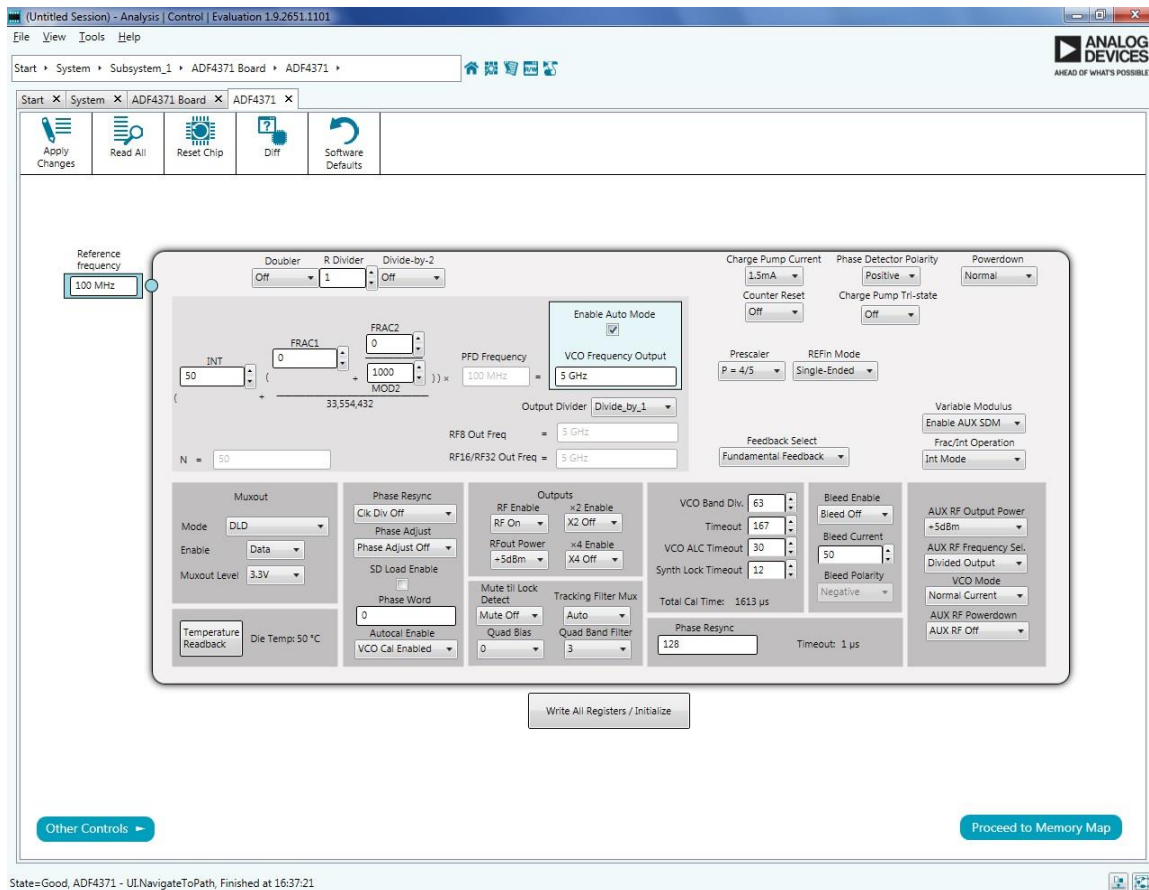 (Untitled Session) - Analysis | Control | Evaluation 1.9.2651.1101
File View Tools Help
ANALOG
DEVICES
AHEAD OF WHAT'S POSSIBLE
Start System Subsystem_1 ADF4371 Board ADF4371
Start System ADF4371 Board ADF4371
Apply
Changes
Read All
Reset Chip
Diff
Software
Defaults
Reference
frequency
100 MHz
Doubler R Divider Divide-by-2
Off 1 Off
Charge Pump Current Phase Detector Polarity Powerdown
1.5mA Positive Normal
Counter Reset Charge Pump Tri-state
Off Off
Enable Auto Mode
FRAC2
0
FRAC1
0
INT
50
( + ( + )) ×
1000
MOD2
33,554,432
PFD Frequency
100 MHz
=
VCO Frequency Output
5 GHz
Prescaler REFin Mode
P = 4/5 Single-Ended
Output Divider Divide_by_1
RF8 Out Freq = 5 GHz
RF16/RF32 Out Freq = 5 GHz
N = 50
Variable Modulus
Enable AUX SDM
Feedback Select
Fundamental Feedback
Frac/Int Operation
Int Mode
Muxout
Mode DLD
Enable Data
Muxout Level 3.3V
Temperature
Readback
Die Temp: 50 °C
Phase Resync
Clk Div Off
Phase Adjust
Phase Adjust Off
SD Load Enable
Phase Word
0
Autocal Enable
VCO Cal Enabled
Outputs
RF Enable ×2 Enable
RF On X2 Off
RFout Power ×4 Enable
+5dBm X4 Off
Mute til Lock
Detect
Tracking Filter Mux
Mute Off Auto
Quad Bias Quad Band Filter
0 3
VCO Band Div. 63
Timeout 167
VCO ALC Timeout 30
Synth Lock Timeout 12
Total Cal Time: 1613 µs
Phase Resync
128
Timeout: 1 µs
Bleed Enable
Bleed Off
Bleed Current
50
Bleed Polarity
Negative
AUX RF Output Power
+5dBm
AUX RF Frequency Sel.
Divided Output
VCO Mode
Normal Current
AUX RF Powerdown
AUX RF Off
Write All Registers / Initialize
Other Controls
Proceed to Memory Map
State=Good, ADF4371 - UI.NavigateToPath, Finished at 16:37:21